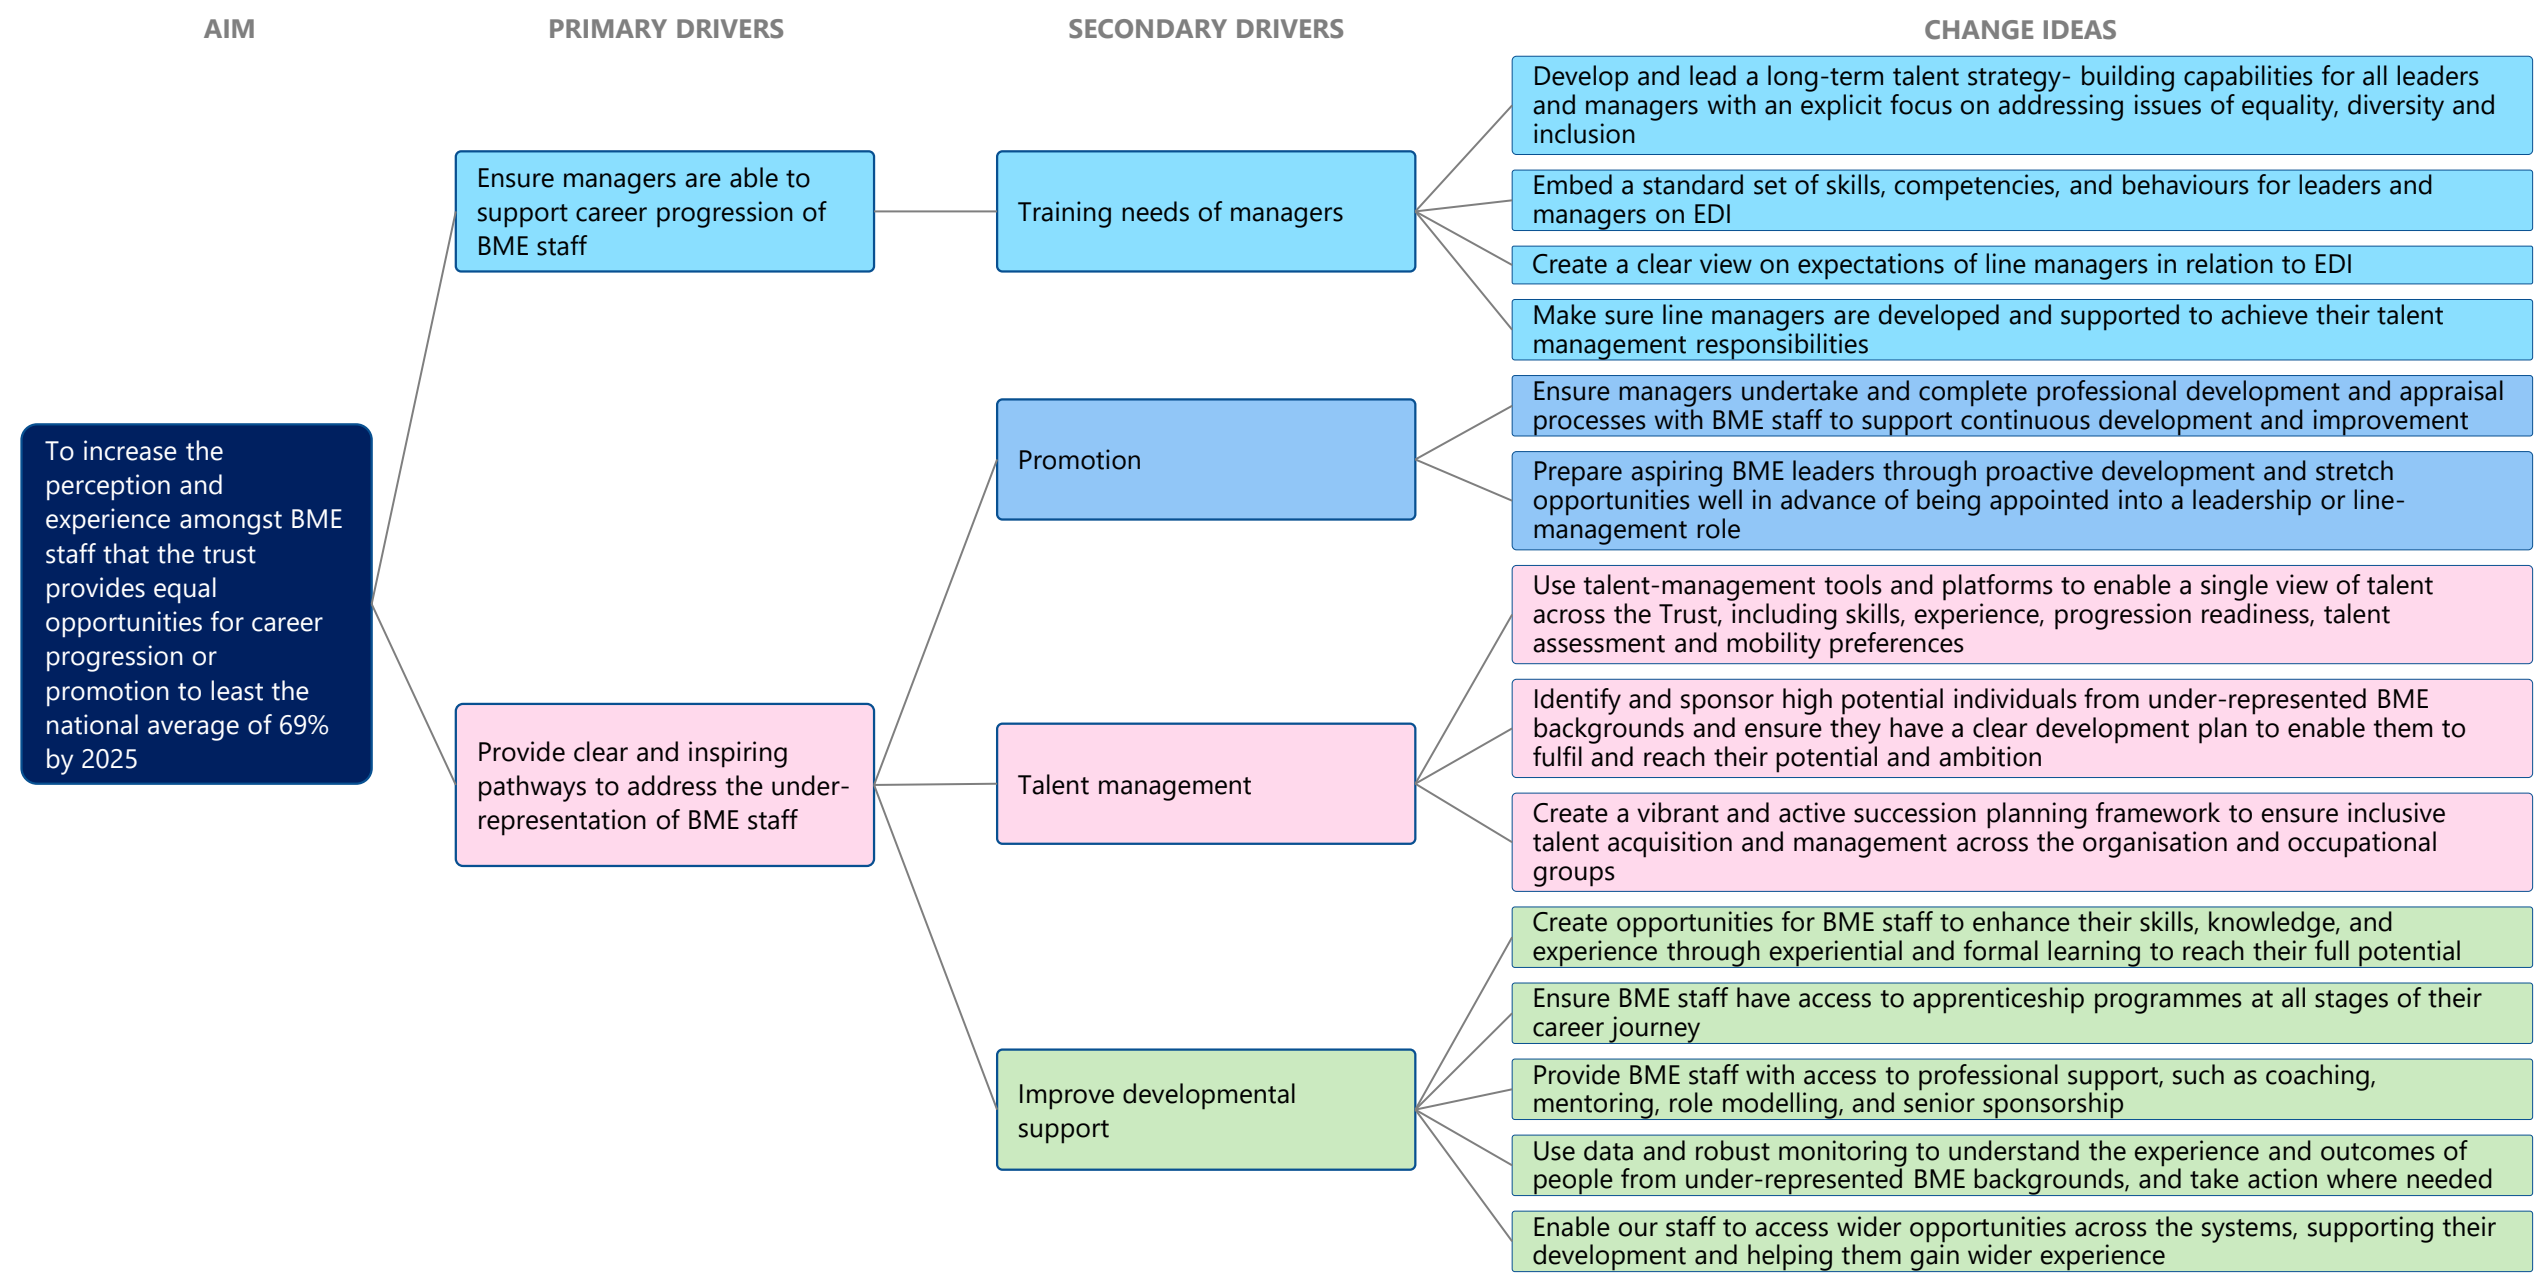 AIM
PRIMARY DRIVERS
SECONDARY DRIVERS
CHANGE IDEAS
To increase the
perception and
experience amongst BME
staff that the trust
provides equal
opportunities for career
progression or
promotion to least the
national average of 69%
by 2025
Ensure managers are able to
support career progression of
BME staff
Provide clear and inspiring
pathways to address the under-
representation of BME staff
Training needs of managers
Promotion
Talent management
Improve developmental
support
Develop and lead a long-term talent strategy- building capabilities for all leaders
and managers with an explicit focus on addressing issues of equality, diversity and
inclusion
Embed a standard set of skills, competencies, and behaviours for leaders and
managers on EDI
Create a clear view on expectations of line managers in relation to EDI
Make sure line managers are developed and supported to achieve their talent
management responsibilities
Ensure managers undertake and complete professional development and appraisal
processes with BME staff to support continuous development and improvement
Prepare aspiring BME leaders through proactive development and stretch
opportunities well in advance of being appointed into a leadership or line-
management role
Use talent-management tools and platforms to enable a single view of talent
across the Trust, including skills, experience, progression readiness, talent
assessment and mobility preferences
Identify and sponsor high potential individuals from under-represented BME
backgrounds and ensure they have a clear development plan to enable them to
fulfil and reach their potential and ambition
Create a vibrant and active succession planning framework to ensure inclusive
talent acquisition and management across the organisation and occupational
groups
Create opportunities for BME staff to enhance their skills, knowledge, and
experience through experiential and formal learning to reach their full potential
Ensure BME staff have access to apprenticeship programmes at all stages of their
career journey
Provide BME staff with access to professional support, such as coaching,
mentoring, role modelling, and senior sponsorship
Use data and robust monitoring to understand the experience and outcomes of
people from under-represented BME backgrounds, and take action where needed
Enable our staff to access wider opportunities across the systems, supporting their
development and helping them gain wider experience